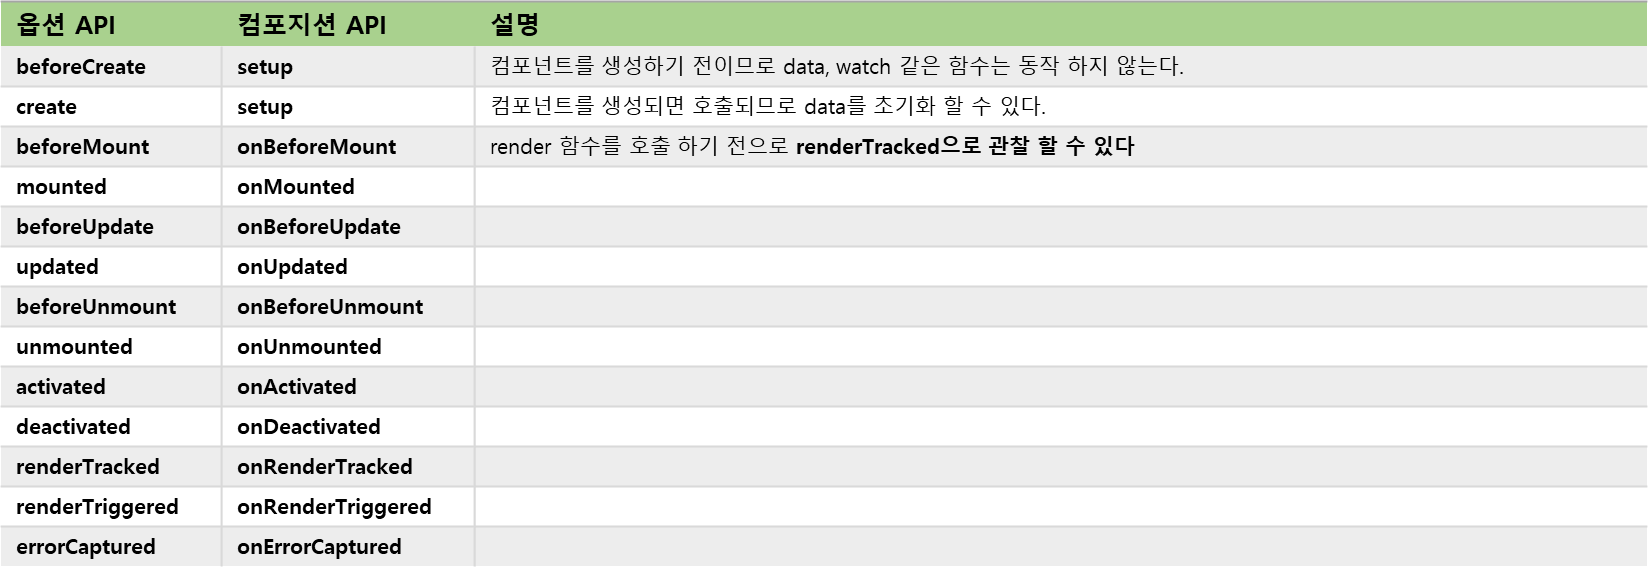 옵션 API 컴포지션 API 설명
beforeCreate setup 컴포넌트를 생성하기 전이므로 data, watch 같은 함수는 동작 하지 않는다.
create setup 컴포넌트를 생성되면 호출되므로 data를 초기화 할 수 있다.
beforeMount onBeforeMount render 함수를 호출 하기 전으로 renderTracked으로 관찰 할 수 있다
mounted onMounted
beforeUpdate onBeforeUpdate
updated onUpdated
beforeUnmount onBeforeUnmount
unmounted onUnmounted
activated onActivated
deactivated onDeactivated
renderTracked onRenderTracked
renderTriggered onRenderTriggered
errorCaptured onErrorCaptured